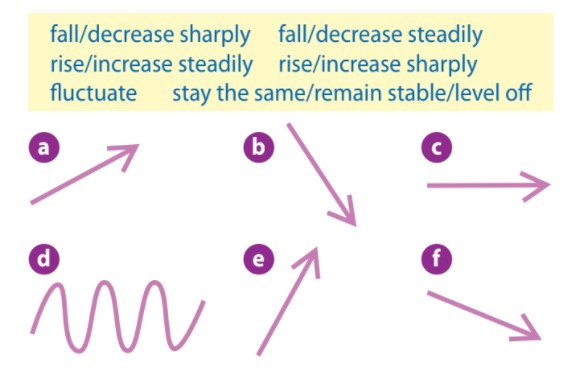 fall/decrease sharply fall/decrease steadily
rise/increase steadily rise/increase sharply
fluctuate stay the same/remain stable/level off
a b c
d e f